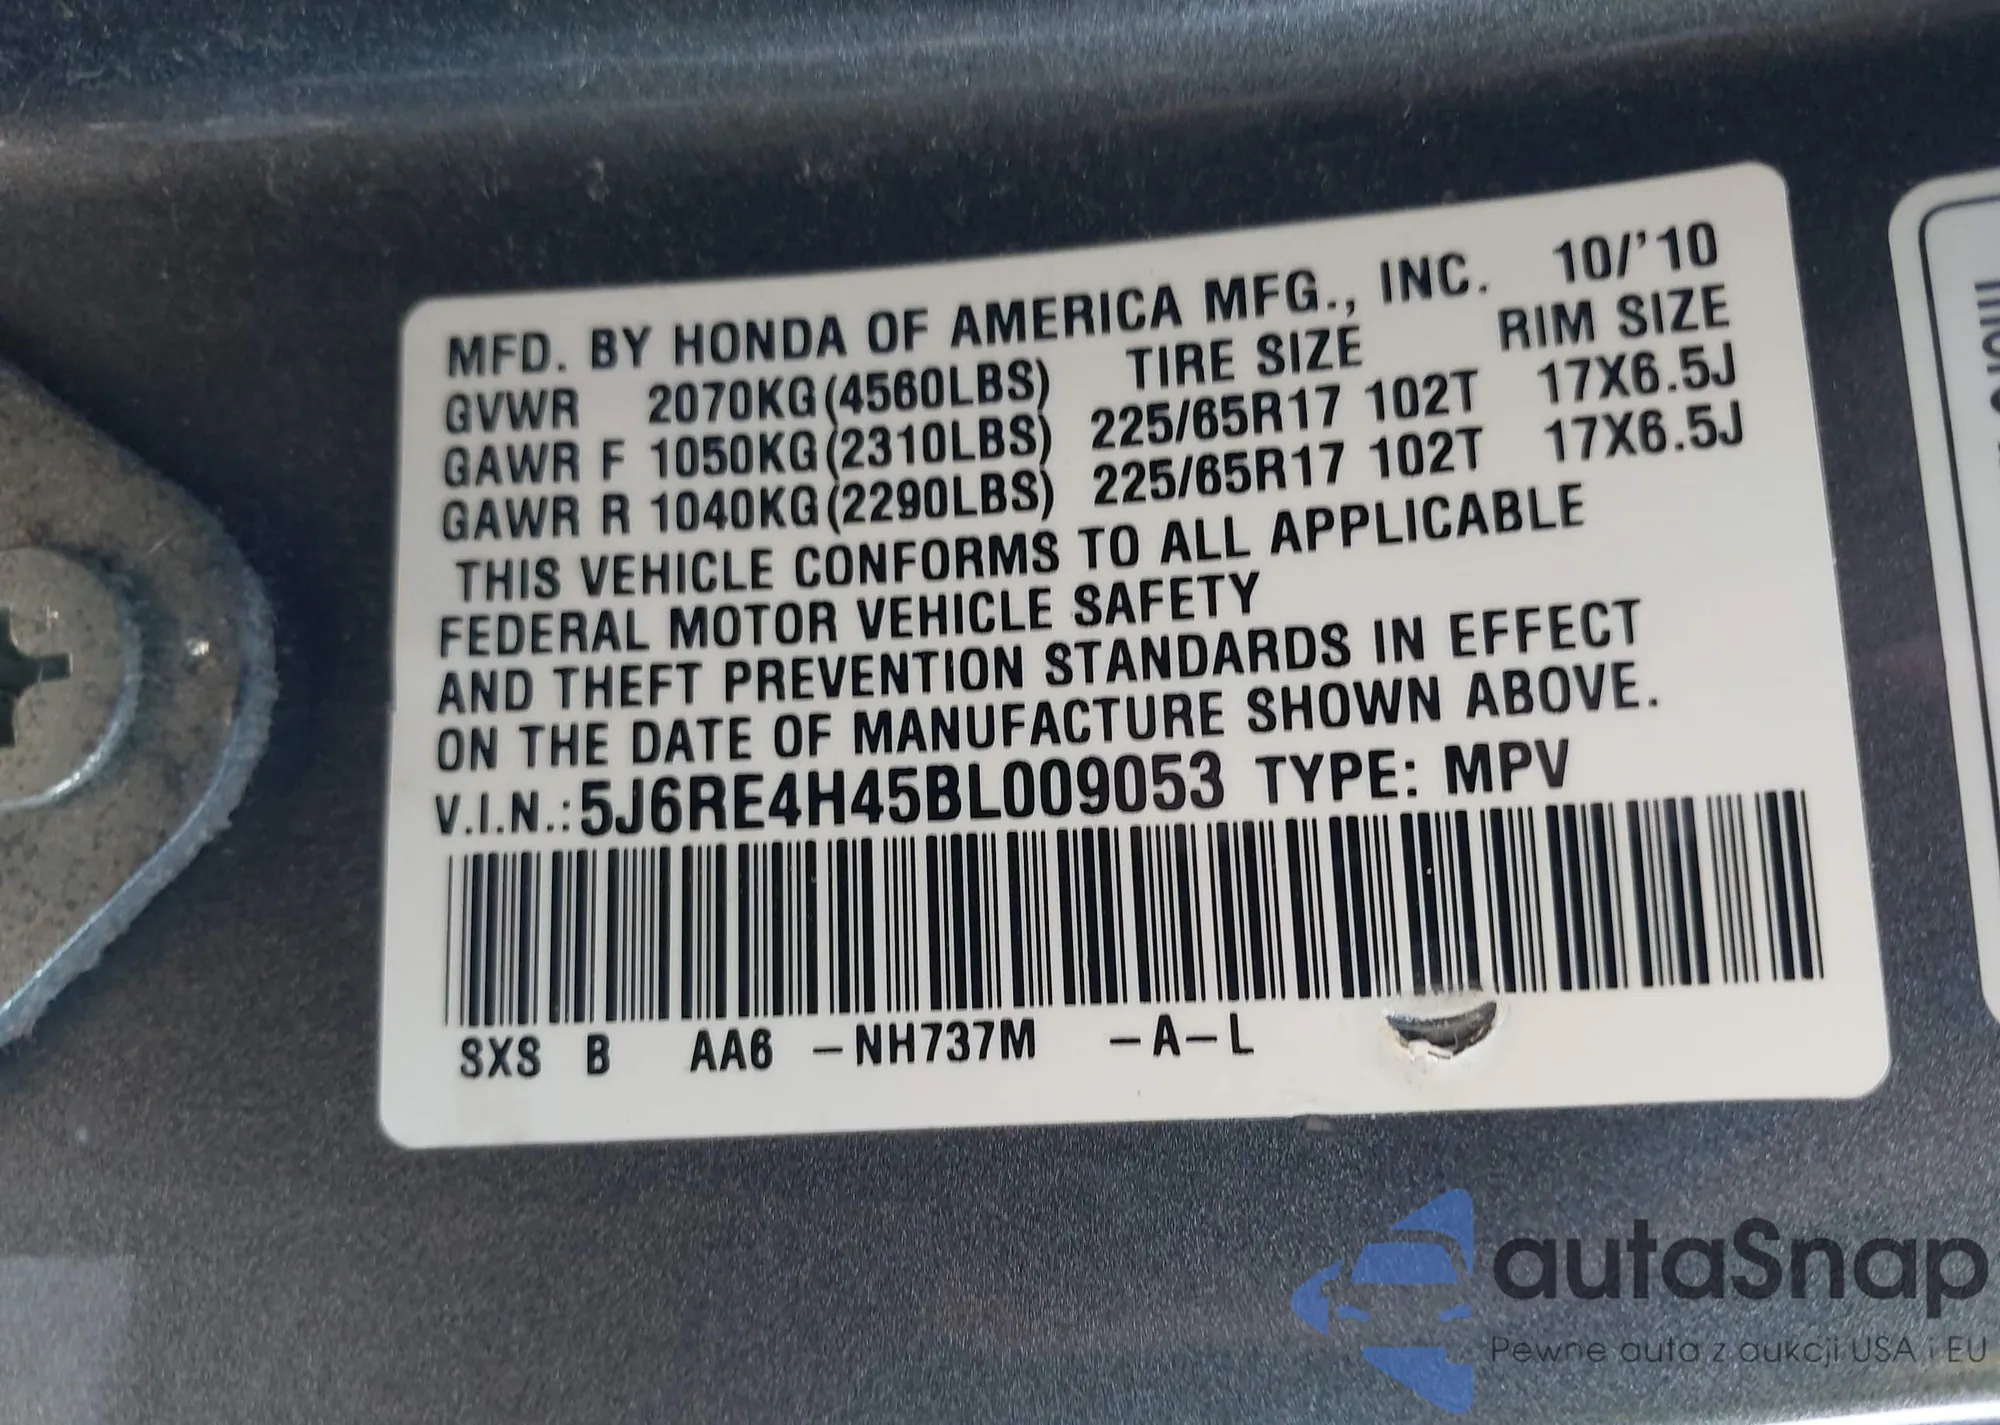 MFD. BY HONDA OF AMERICA MFG., INC. 10/'10
GVWR 2070KG(4560LBS) TIRE SIZE RIM SIZE
GAWR F 1050KG(2310LBS) 225/65R17 102T 17X6.5J
GAWR R 1040KG(2290LBS) 225/65R17 102T 17X6.5J
THIS VEHICLE CONFORMS TO ALL APPLICABLE
FEDERAL MOTOR VEHICLE SAFETY
AND THEFT PREVENTION STANDARDS IN EFFECT
ON THE DATE OF MANUFACTURE SHOWN ABOVE.
V.I.N.:5J6RE4H45BL009053 TYPE: MPV
SXS B AA6 -NH737M -A-L
autaSnap
Pewne auta z aukcji USA i EU